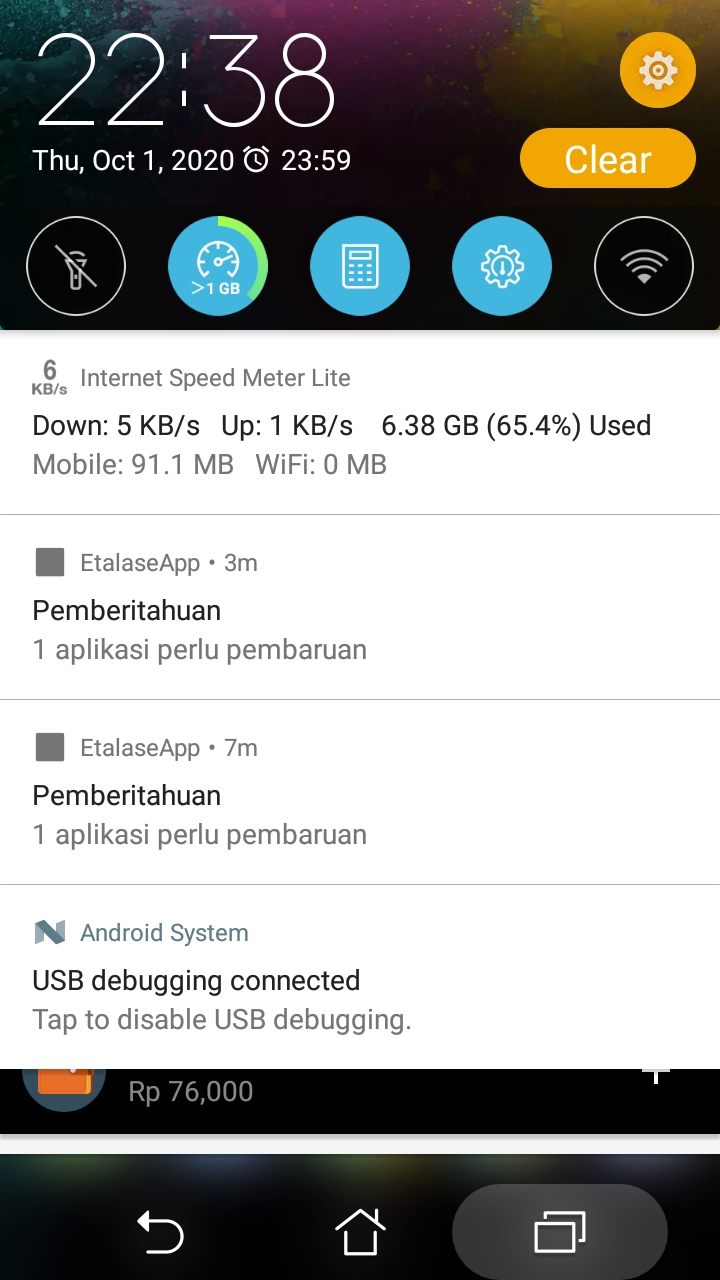 22:38
Thu, Oct 1, 2020 23:59
Clear
>1 GB
6 KB/s Internet Speed Meter Lite
Down: 5 KB/s Up: 1 KB/s 6.38 GB (65.4%) Used
Mobile: 91.1 MB WiFi: 0 MB
EtalaseApp • 3m
Pemberitahuan
1 aplikasi perlu pembaruan
EtalaseApp • 7m
Pemberitahuan
1 aplikasi perlu pembaruan
Android System
USB debugging connected
Tap to disable USB debugging.
Rp 76,000